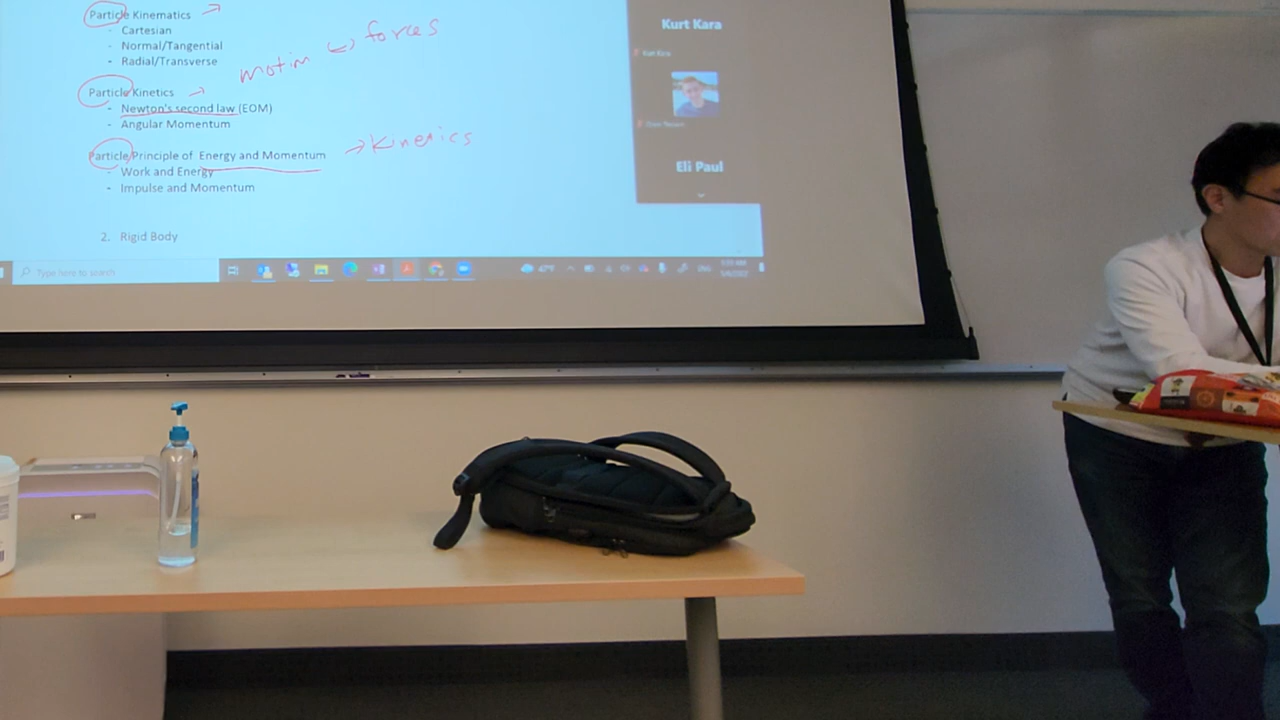 Particle Kinematics
- Cartesian
- Normal/Tangential
- Radial/Transverse
motion forces
Particle Kinetics
- Newton's second law (EOM)
- Angular Momentum
Particle Principle of Energy and Momentum
kinetics
- Work and Energy
- Impulse and Momentum
2. Rigid Body
Type here to search
Kurt Kara
Kurt Kara
Eli Paul